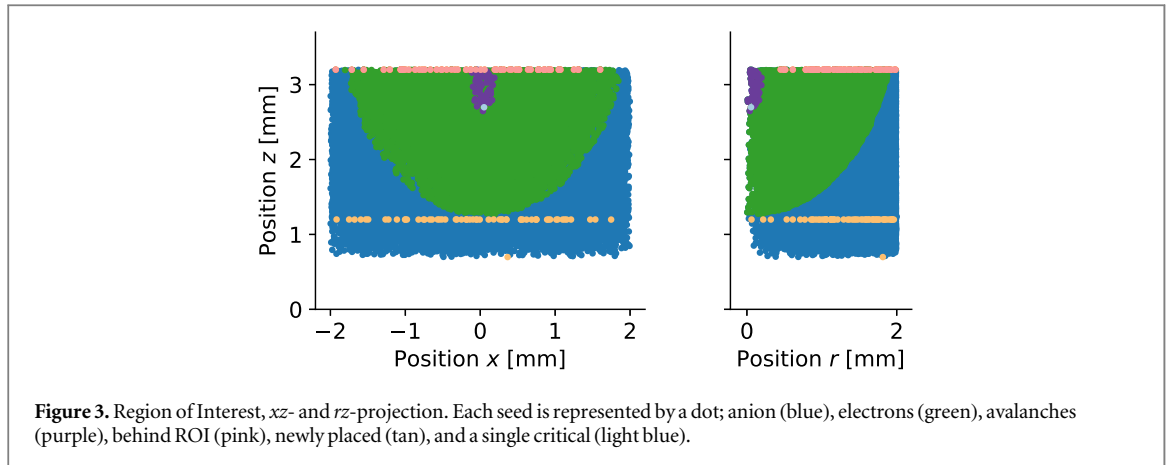 3
2
1
0
Position z [mm]
−2 −1 0 1 2
Position x [mm]
Position z [mm]
0 2
Position r [mm]
Figure 3. Region of Interest, xz- and rz-projection. Each seed is represented by a dot; anion (blue), electrons (green), avalanches
(purple), behind ROI (pink), newly placed (tan), and a single critical (light blue).